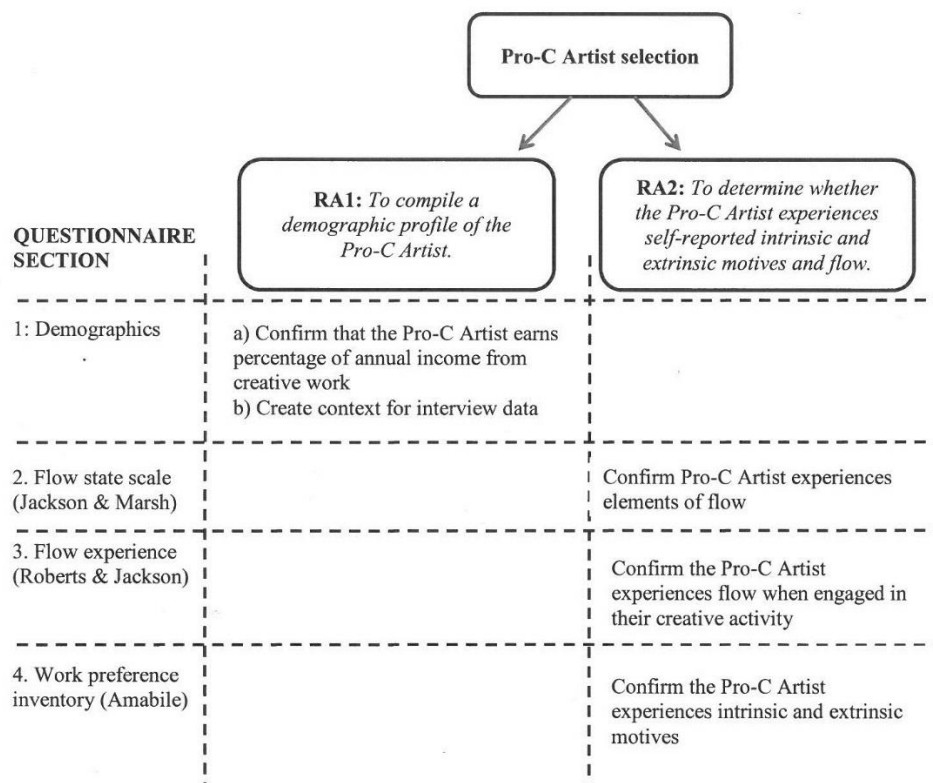 Pro-C Artist selection
RA1: To compile a
demographic profile of the
Pro-C Artist.
RA2: To determine whether
the Pro-C Artist experiences
self-reported intrinsic and
extrinsic motives and flow.
QUESTIONNAIRE
SECTION
1: Demographics
a) Confirm that the Pro-C Artist earns
percentage of annual income from
creative work
b) Create context for interview data
2. Flow state scale
(Jackson & Marsh)
Confirm Pro-C Artist experiences
elements of flow
3. Flow experience
(Roberts & Jackson)
Confirm the Pro-C Artist
experiences flow when engaged in
their creative activity
4. Work preference
inventory (Amabile)
Confirm the Pro-C Artist
experiences intrinsic and extrinsic
motives